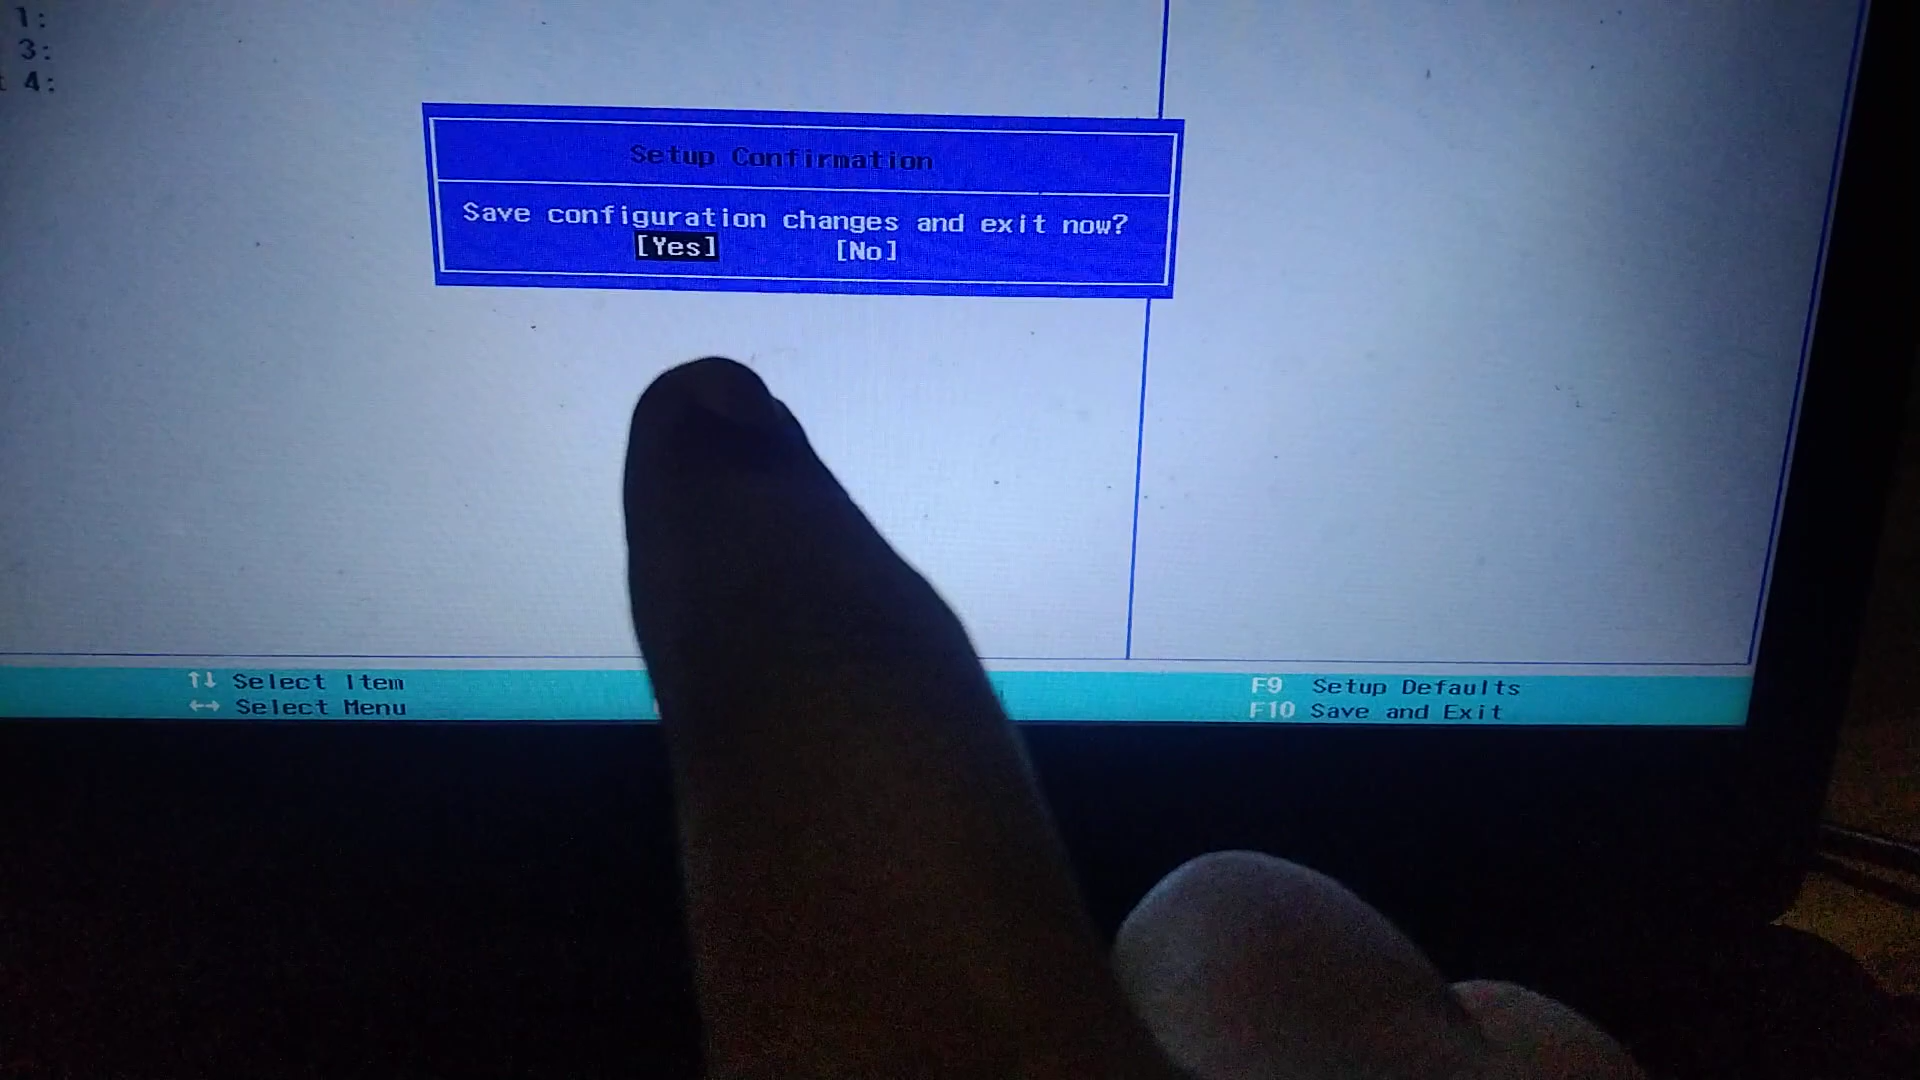 1:
3:
4:
Setup Confirmation
Save configuration changes and exit now?
[Yes] [No]
↑↓ Select Item F9 Setup Defaults
←→ Select Menu F10 Save and Exit